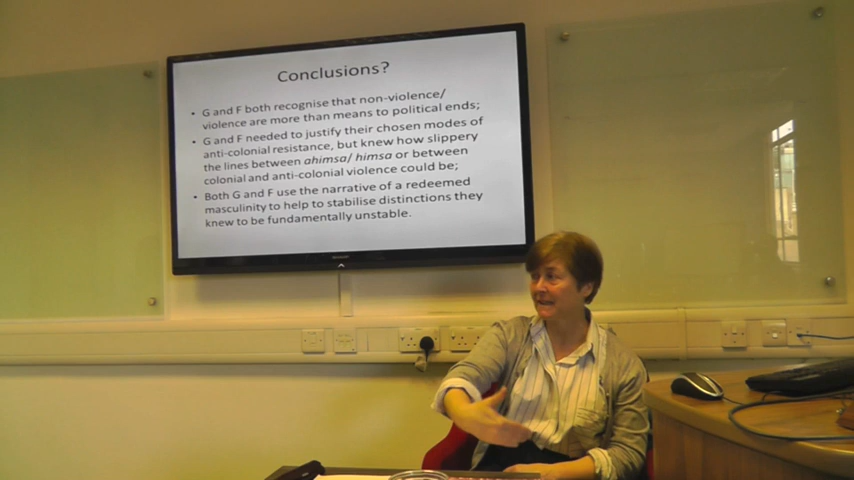 Conclusions?
• G and F both recognise that non-violence/
violence are more than means to political ends;
• G and F needed to justify their chosen modes of
anti-colonial resistance, but knew how slippery
the lines between ahimsa/ himsa or between
colonial and anti-colonial violence could be;
• Both G and F use the narrative of a redeemed
masculinity to help to stabilise distinctions they
knew to be fundamentally unstable.